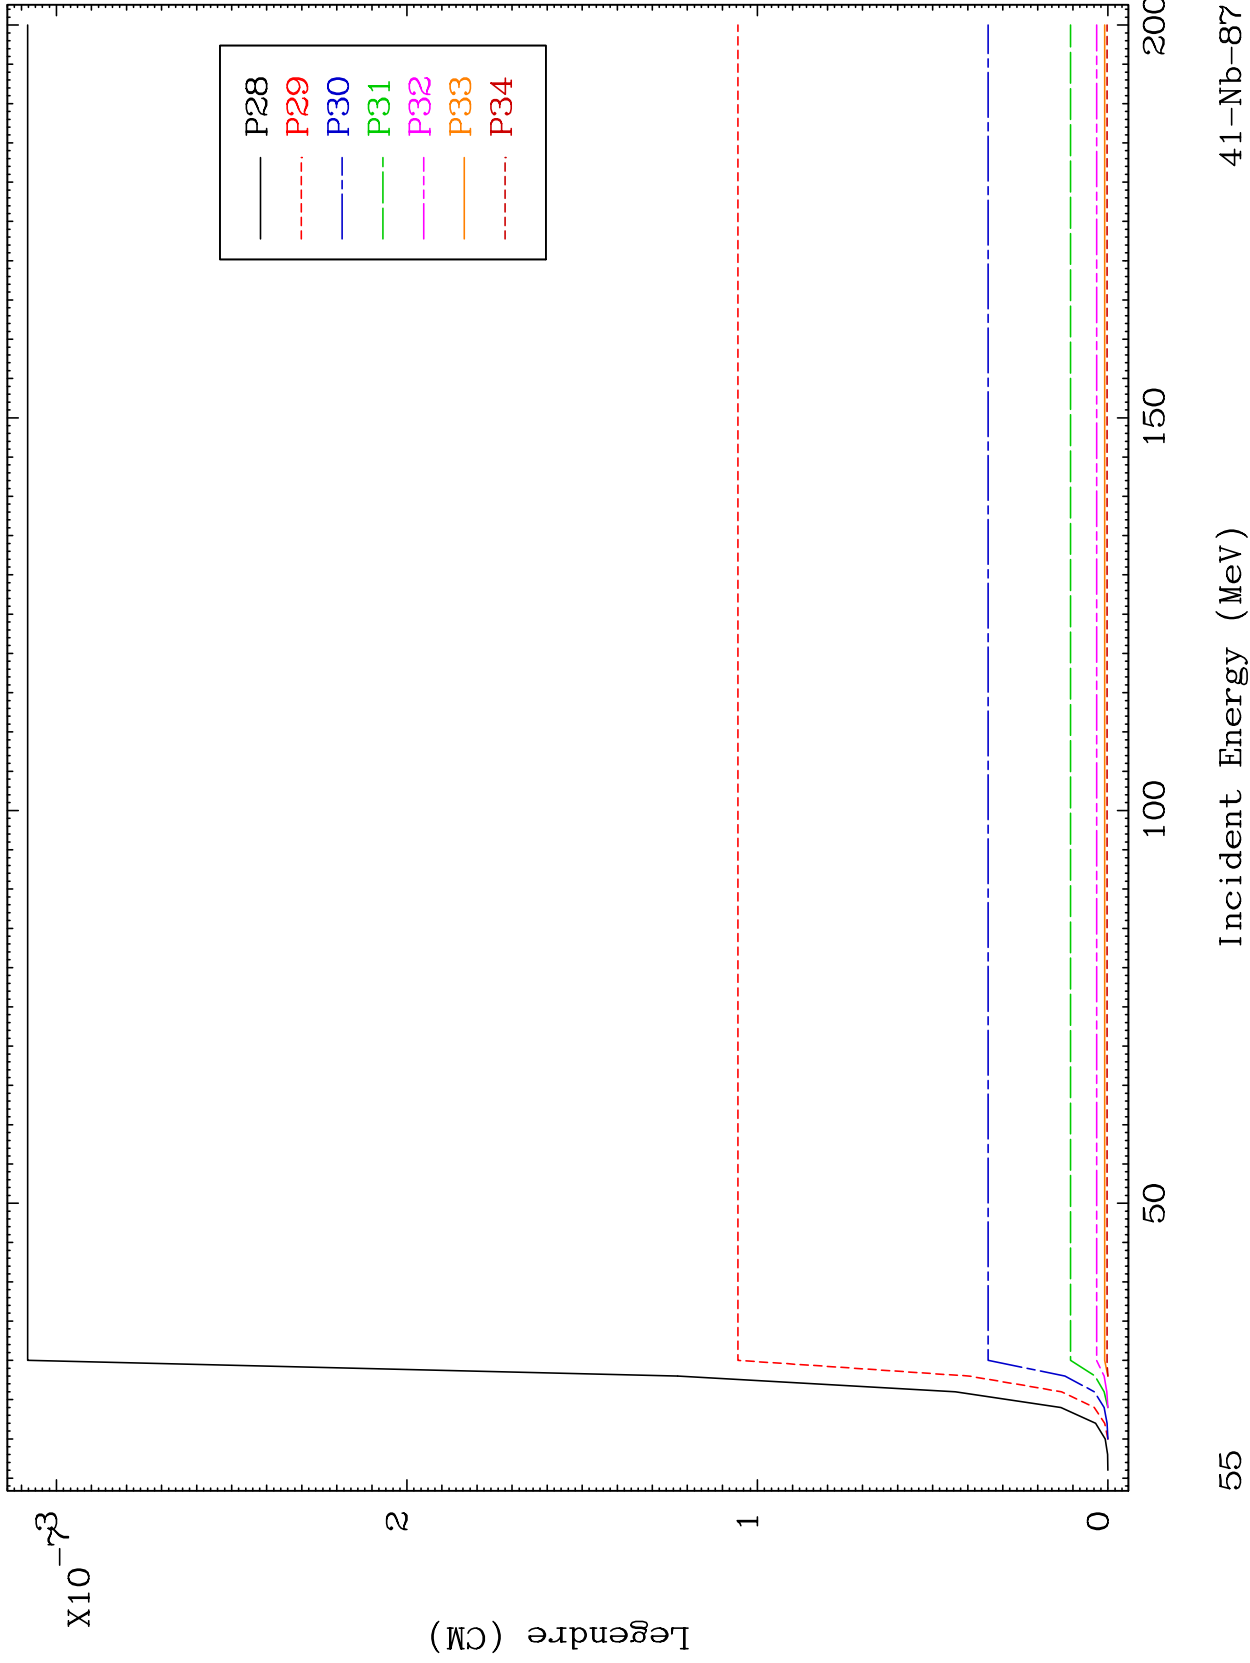 X10-7
3
2
1
0
Legendre (CM)
P28
P29
P30
P31
P32
P33
P34
50
100
150
200
Incident Energy (MeV)
55
41-Nb-87